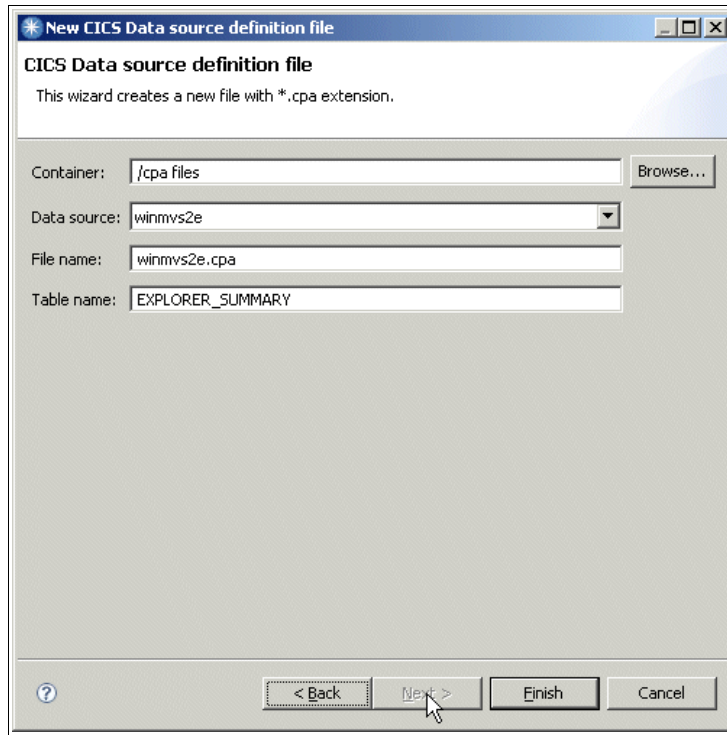 New CICS Data source definition file
CICS Data source definition file
This wizard creates a new file with *.cpa extension.
Container: /cpa files Browse...
Data source: winmvs2e
File name: winmvs2e.cpa
Table name: EXPLORER_SUMMARY
? < Back Next > Finish Cancel